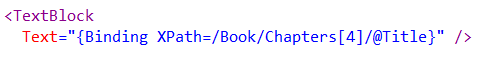 <TextBlock
Text="{Binding XPath=/Book/Chapters[4]/@Title}" />